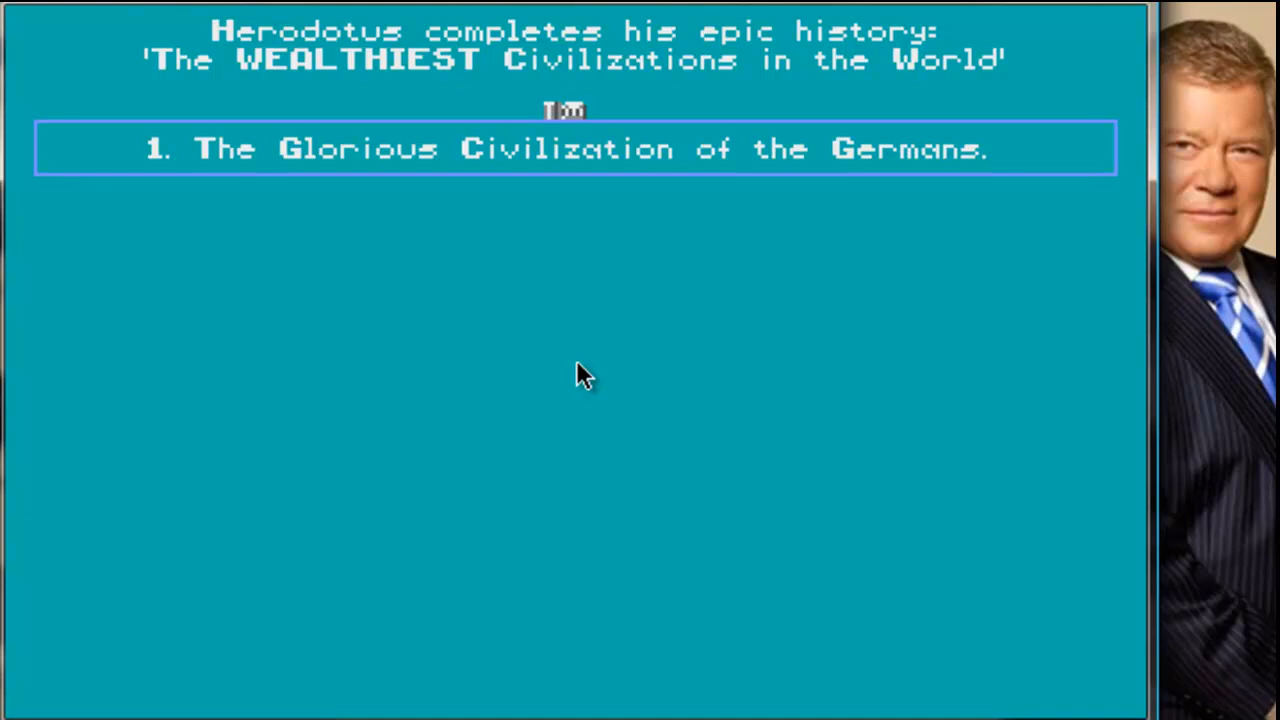 Herodotus completes his epic history:
'The WEALTHIEST Civilizations in the World'
1. The Glorious Civilization of the Germans.